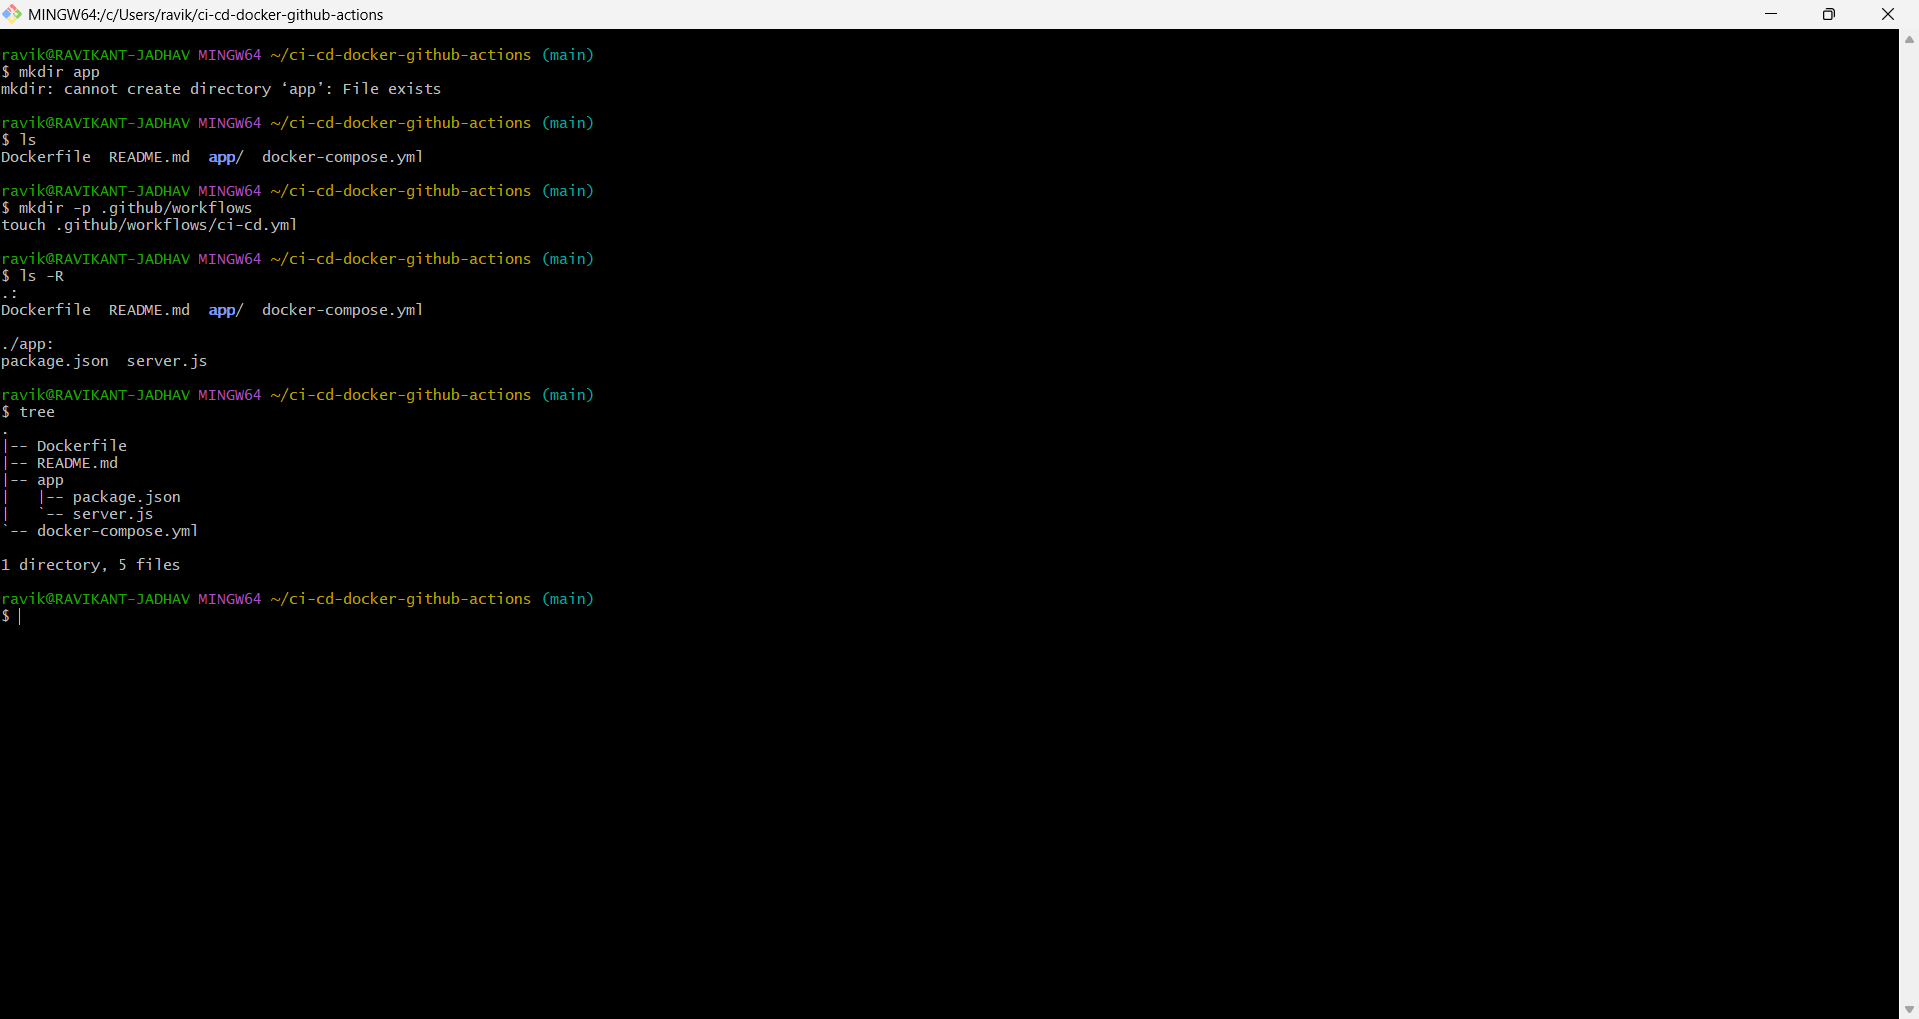 MINGW64:/c/Users/ravik/ci-cd-docker-github-actions
ravik@RAVIKANT-JADHAV MINGW64 ~/ci-cd-docker-github-actions (main)
$ mkdir app
mkdir: cannot create directory ‘app’: File exists
ravik@RAVIKANT-JADHAV MINGW64 ~/ci-cd-docker-github-actions (main)
$ ls
Dockerfile  README.md  app/  docker-compose.yml
ravik@RAVIKANT-JADHAV MINGW64 ~/ci-cd-docker-github-actions (main)
$ mkdir -p .github/workflows
touch .github/workflows/ci-cd.yml
ravik@RAVIKANT-JADHAV MINGW64 ~/ci-cd-docker-github-actions (main)
$ ls -R
.:
Dockerfile  README.md  app/  docker-compose.yml
./app:
package.json  server.js
ravik@RAVIKANT-JADHAV MINGW64 ~/ci-cd-docker-github-actions (main)
$ tree
.
|-- Dockerfile
|-- README.md
|-- app
|   |-- package.json
|   `-- server.js
`-- docker-compose.yml
1 directory, 5 files
ravik@RAVIKANT-JADHAV MINGW64 ~/ci-cd-docker-github-actions (main)
$